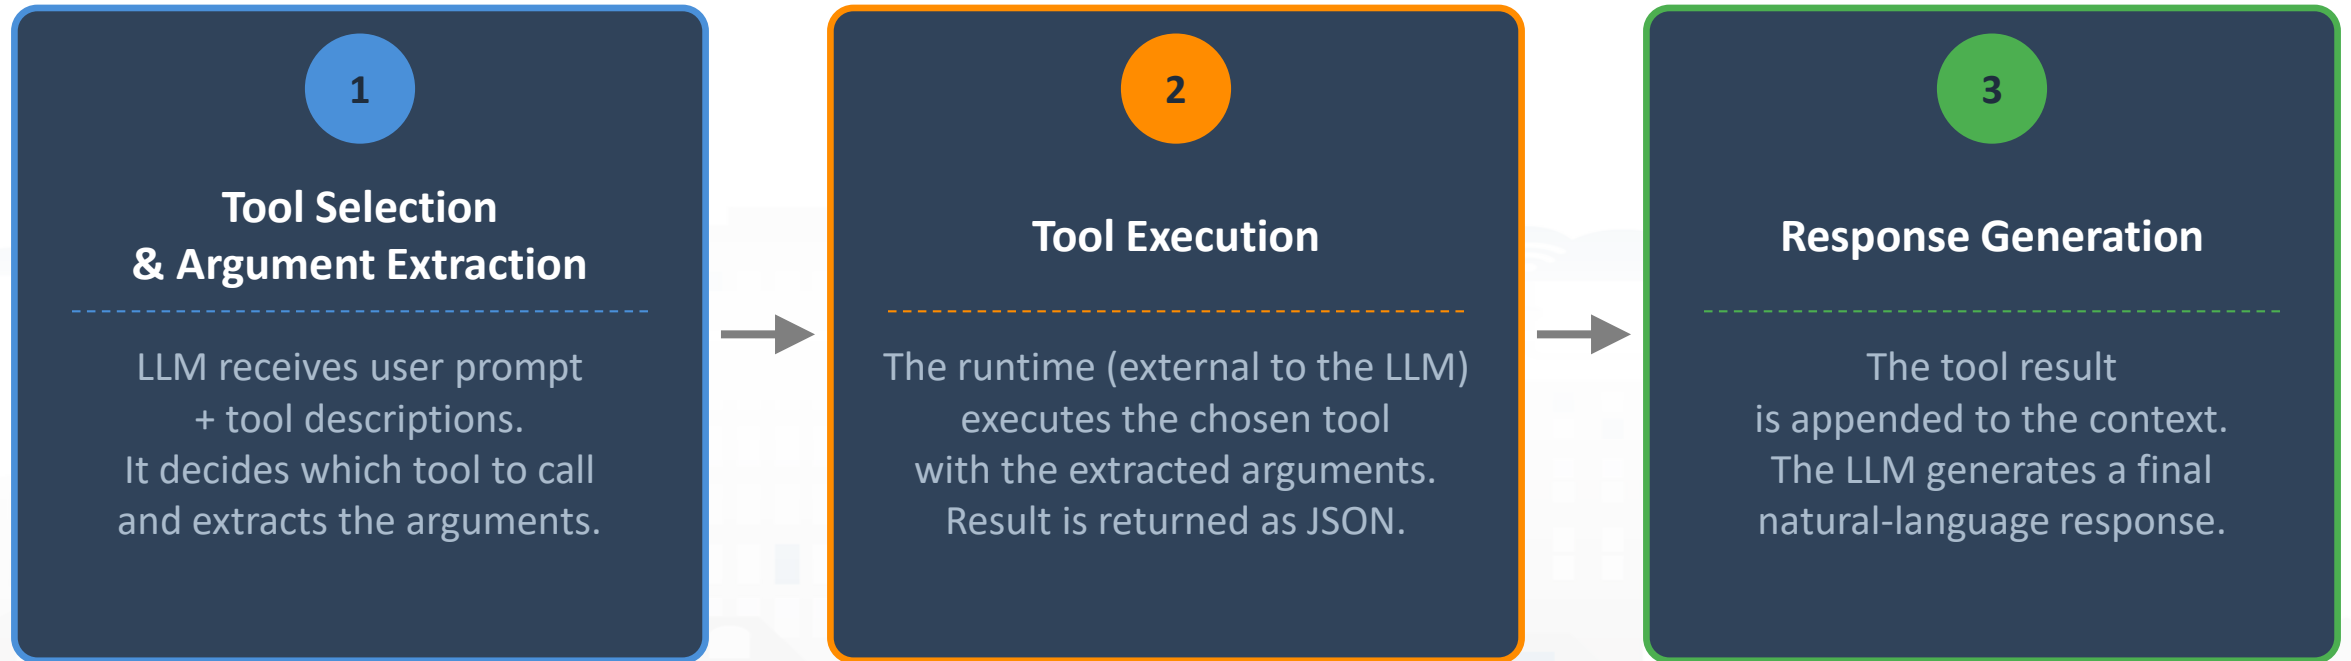 1
Tool Selection
& Argument Extraction
LLM receives user prompt
+ tool descriptions.
It decides which tool to call
and extracts the arguments.
2
Tool Execution
The runtime (external to the LLM)
executes the chosen tool
with the extracted arguments.
Result is returned as JSON.
3
Response Generation
The tool result
is appended to the context.
The LLM generates a final
natural-language response.